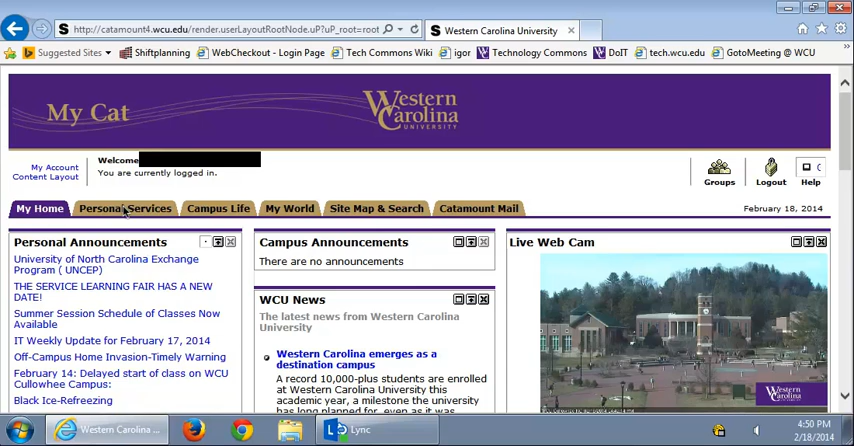 http://catamount4.wcu.edu/render.userLayoutRootNode.uP?uP_root=root
Western Carolina University
Suggested Sites
Shiftplanning
WebCheckout - Login Page
Tech Commons Wiki
igor
Technology Commons
DoIT
tech.wcu.edu
GotoMeeting @ WCU
My Cat
Western
Carolina
UNIVERSITY
My Account
Content Layout
Welcome
You are currently logged in.
Groups
Logout
Help
My Home
Personal Services
Campus Life
My World
Site Map & Search
Catamount Mail
February 18, 2014
Personal Announcements
University of North Carolina Exchange
Program ( UNCEP)
THE SERVICE LEARNING FAIR HAS A NEW
DATE!
Summer Session Schedule of Classes Now
Available
IT Weekly Update for February 17, 2014
Off-Campus Home Invasion-Timely Warning
February 14: Delayed start of class on WCU
Cullowhee Campus:
Black Ice-Refreezing
Campus Announcements
There are no announcements
WCU News
The latest news from Western Carolina
University
Western Carolina emerges as a
destination campus
A record 10,000-plus students are enrolled
at Western Carolina University this
academic year, a milestone the university
has long planned for, even as it was
Live Web Cam
Western
Carolina
UNIVERSITY
Western Carolina ...
Lync
4:50 PM
2/18/2014